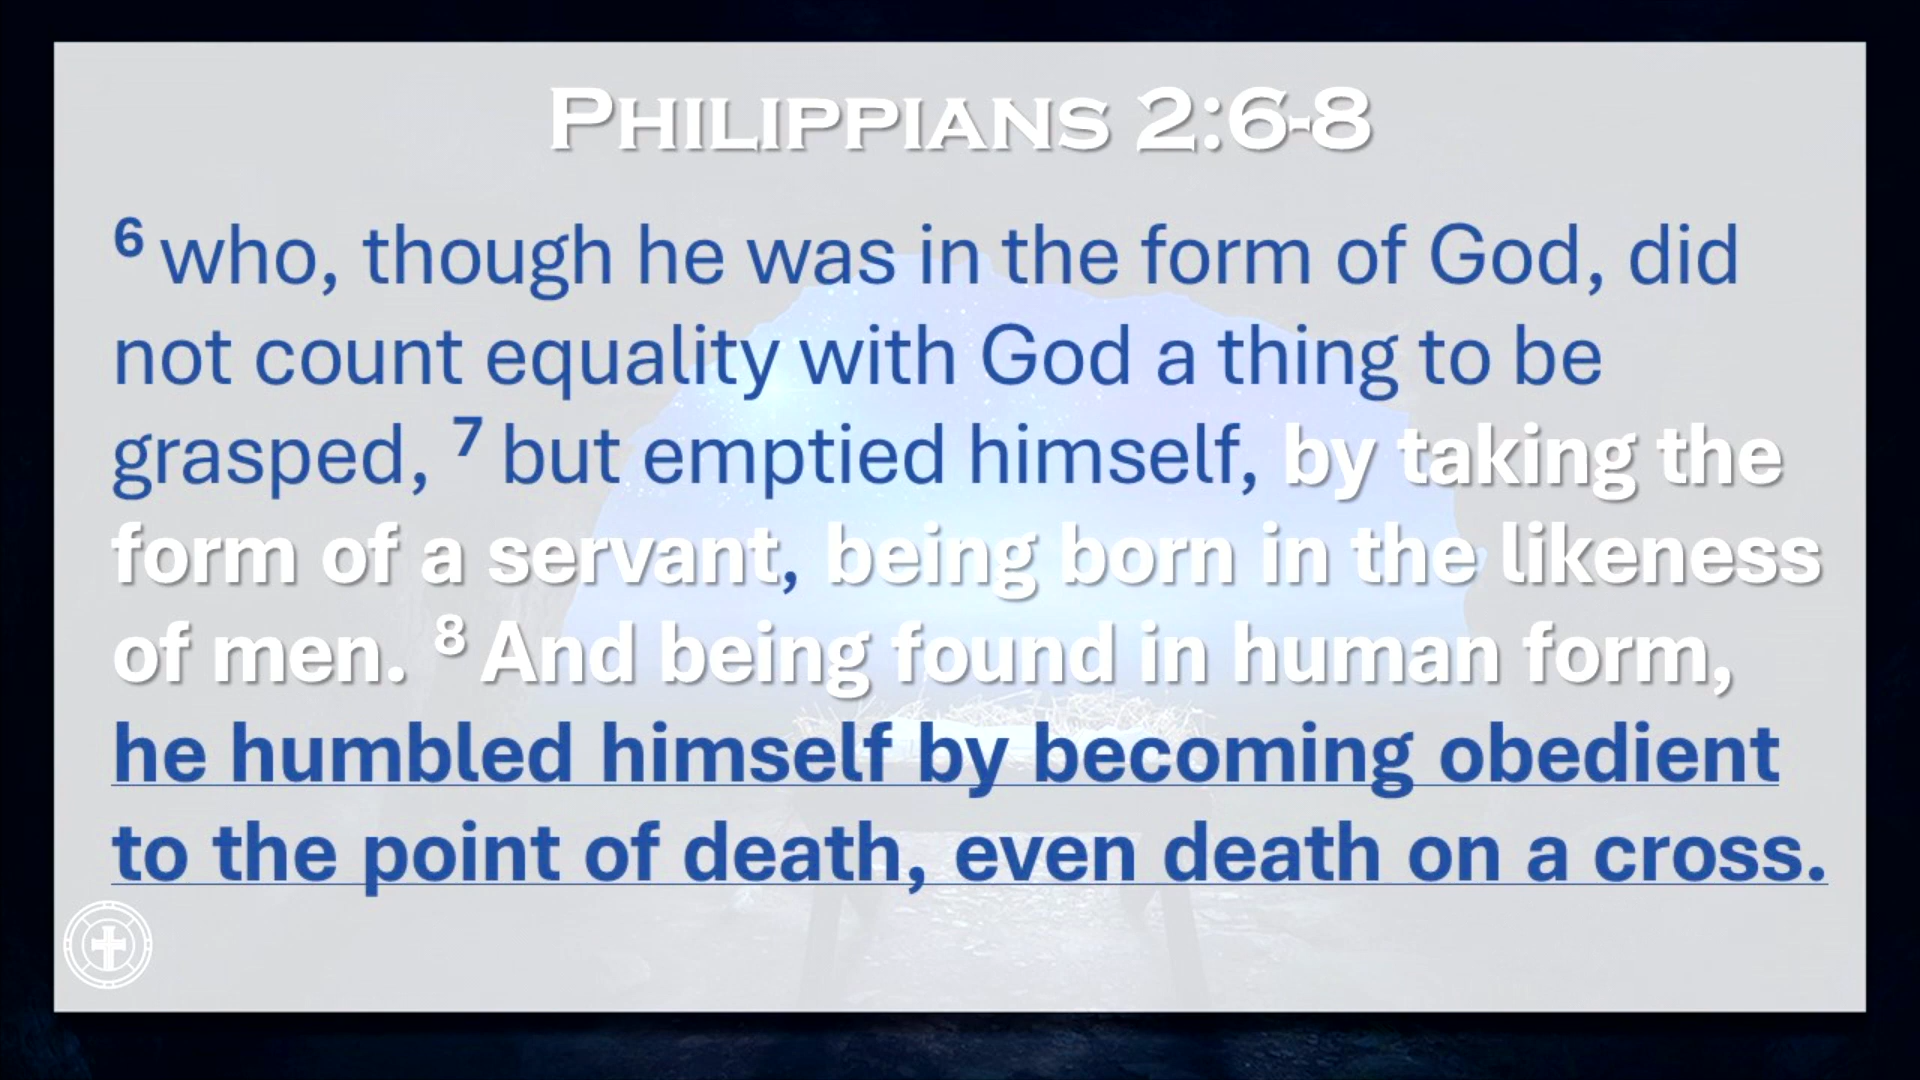 Philippians 2:6-8
6 who, though he was in the form of God, did
not count equality with God a thing to be
grasped, 7 but emptied himself, by taking the
form of a servant, being born in the likeness
of men. 8 And being found in human form,
he humbled himself by becoming obedient
to the point of death, even death on a cross.